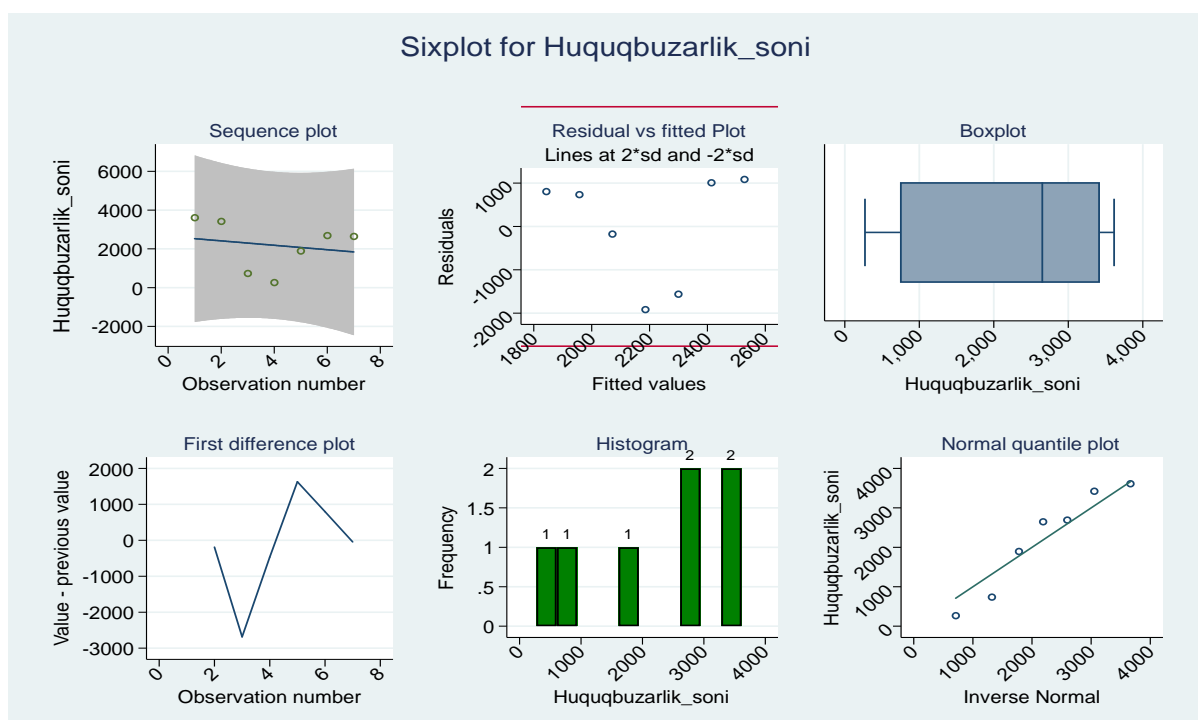 Sixplot for Huquqbuzarlik_soni
Sequence plot
Huquqbuzarlik_soni
6000
4000
2000
0
-2000
0 2 4 6 8
Observation number
Residual vs fitted Plot
Lines at 2*sd and -2*sd
Residuals
1000
0
-1000
-2000
1800 2000 2200 2400 2600
Fitted values
Boxplot
0 1,000 2,000 3,000 4,000
Huquqbuzarlik_soni
First difference plot
Value - previous value
2000
1000
0
-1000
-2000
-3000
0 2 4 6 8
Observation number
Histogram
Frequency
2
1.5
1
.5
0
1 1 1 2 2
0 1000 2000 3000 4000
Huquqbuzarlik_soni
Normal quantile plot
Huquqbuzarlik_soni
4000
3000
2000
1000
0
0 1000 2000 3000 4000
Inverse Normal